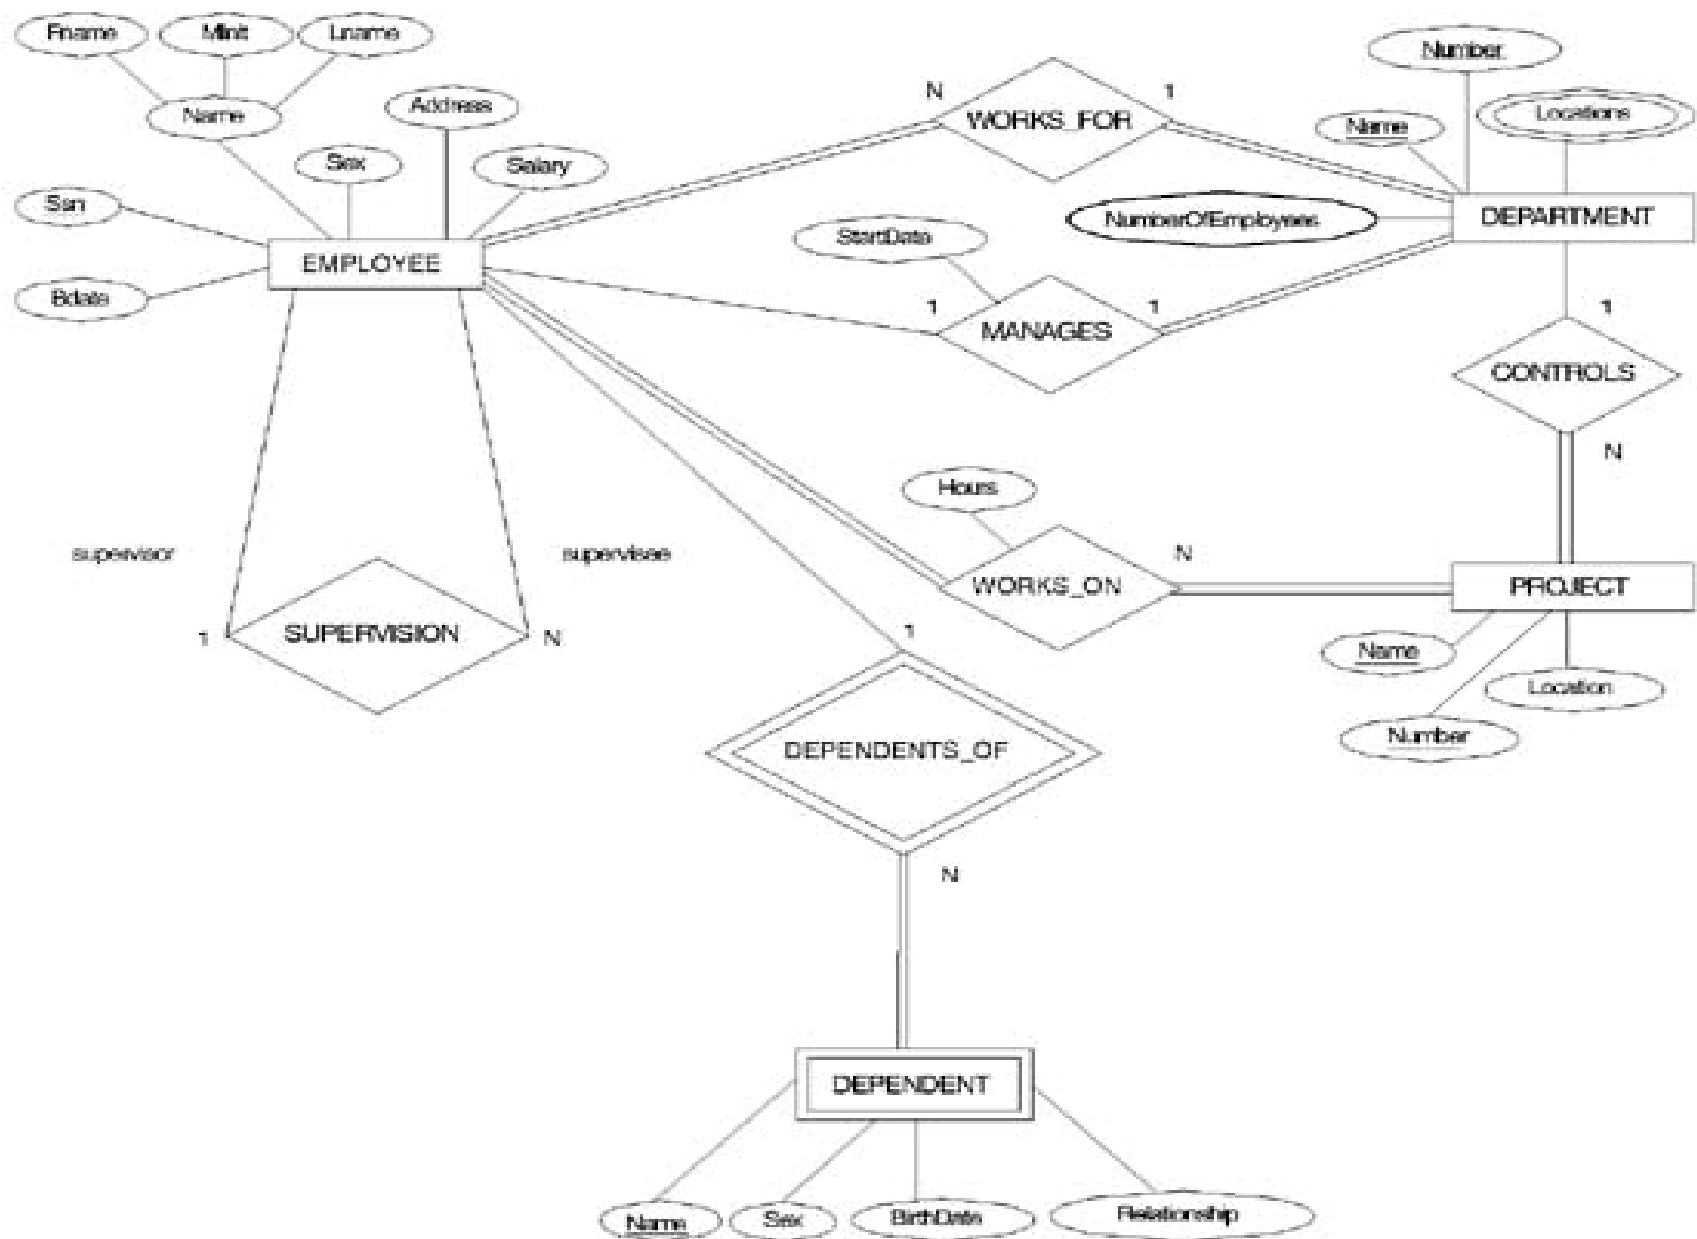 Fname
Minit
Lname
Number
Name
Address
N
1
WORKS_FOR
Name
Locations
Sex
Salary
Ssn
NumberOfEmployees
DEPARTMENT
StartDate
EMPLOYEE
Bdate
1
1
1
MANAGES
CONTROLS
N
Hours
supervisor
supervisee
N
WORKS_ON
PROJECT
1
SUPERVISION
N
1
Name
Location
Number
DEPENDENTS_OF
N
DEPENDENT
Name
Sex
BirthDate
Relationship